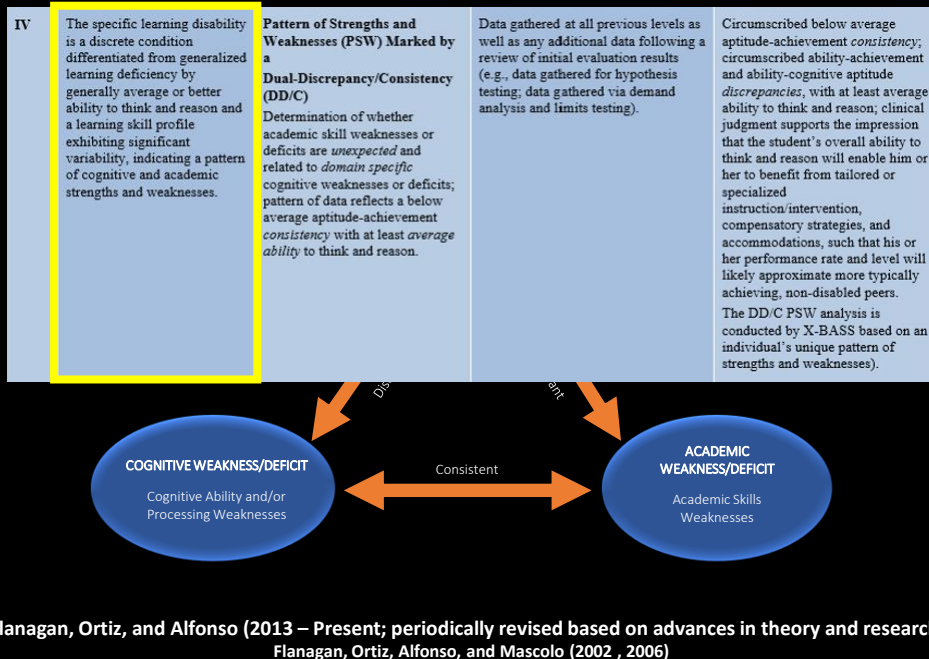 IV
The specific learning disability
is a discrete condition
differentiated from generalized
learning deficiency by
generally average or better
ability to think and reason and
a learning skill profile
exhibiting significant
variability, indicating a pattern
of cognitive and academic
strengths and weaknesses.
Pattern of Strengths and
Weaknesses (PSW) Marked by
a
Dual-Discrepancy/Consistency
(DD/C)
Determination of whether
academic skill weaknesses or
deficits are unexpected and
related to domain specific
cognitive weaknesses or deficits;
pattern of data reflects a below
average aptitude-achievement
consistency with at least average
ability to think and reason.
Data gathered at all previous levels as
well as any additional data following a
review of initial evaluation results
(e.g., data gathered for hypothesis
testing; data gathered via demand
analysis and limits testing).
Circumscribed below average
aptitude-achievement consistency;
circumscribed ability-achievement
and ability-cognitive aptitude
discrepancies, with at least average
ability to think and reason; clinical
judgment supports the impression
that the student's overall ability to
think and reason will enable him or
her to benefit from tailored or
specialized
instruction/intervention,
compensatory strategies, and
accommodations, such that his or
her performance rate and level will
likely approximate more typically
achieving, non-disabled peers.
The DD/C PSW analysis is
conducted by X-BASS based on an
individual's unique pattern of
strengths and weaknesses).
COGNITIVE WEAKNESS/DEFICIT
Cognitive Ability and/or
Processing Weaknesses
Consistent
ACADEMIC
WEAKNESS/DEFICIT
Academic Skills
Weaknesses
lanagan, Ortiz, and Alfonso (2013 – Present; periodically revised based on advances in theory and research
Flanagan, Ortiz, Alfonso, and Mascolo (2002 , 2006)